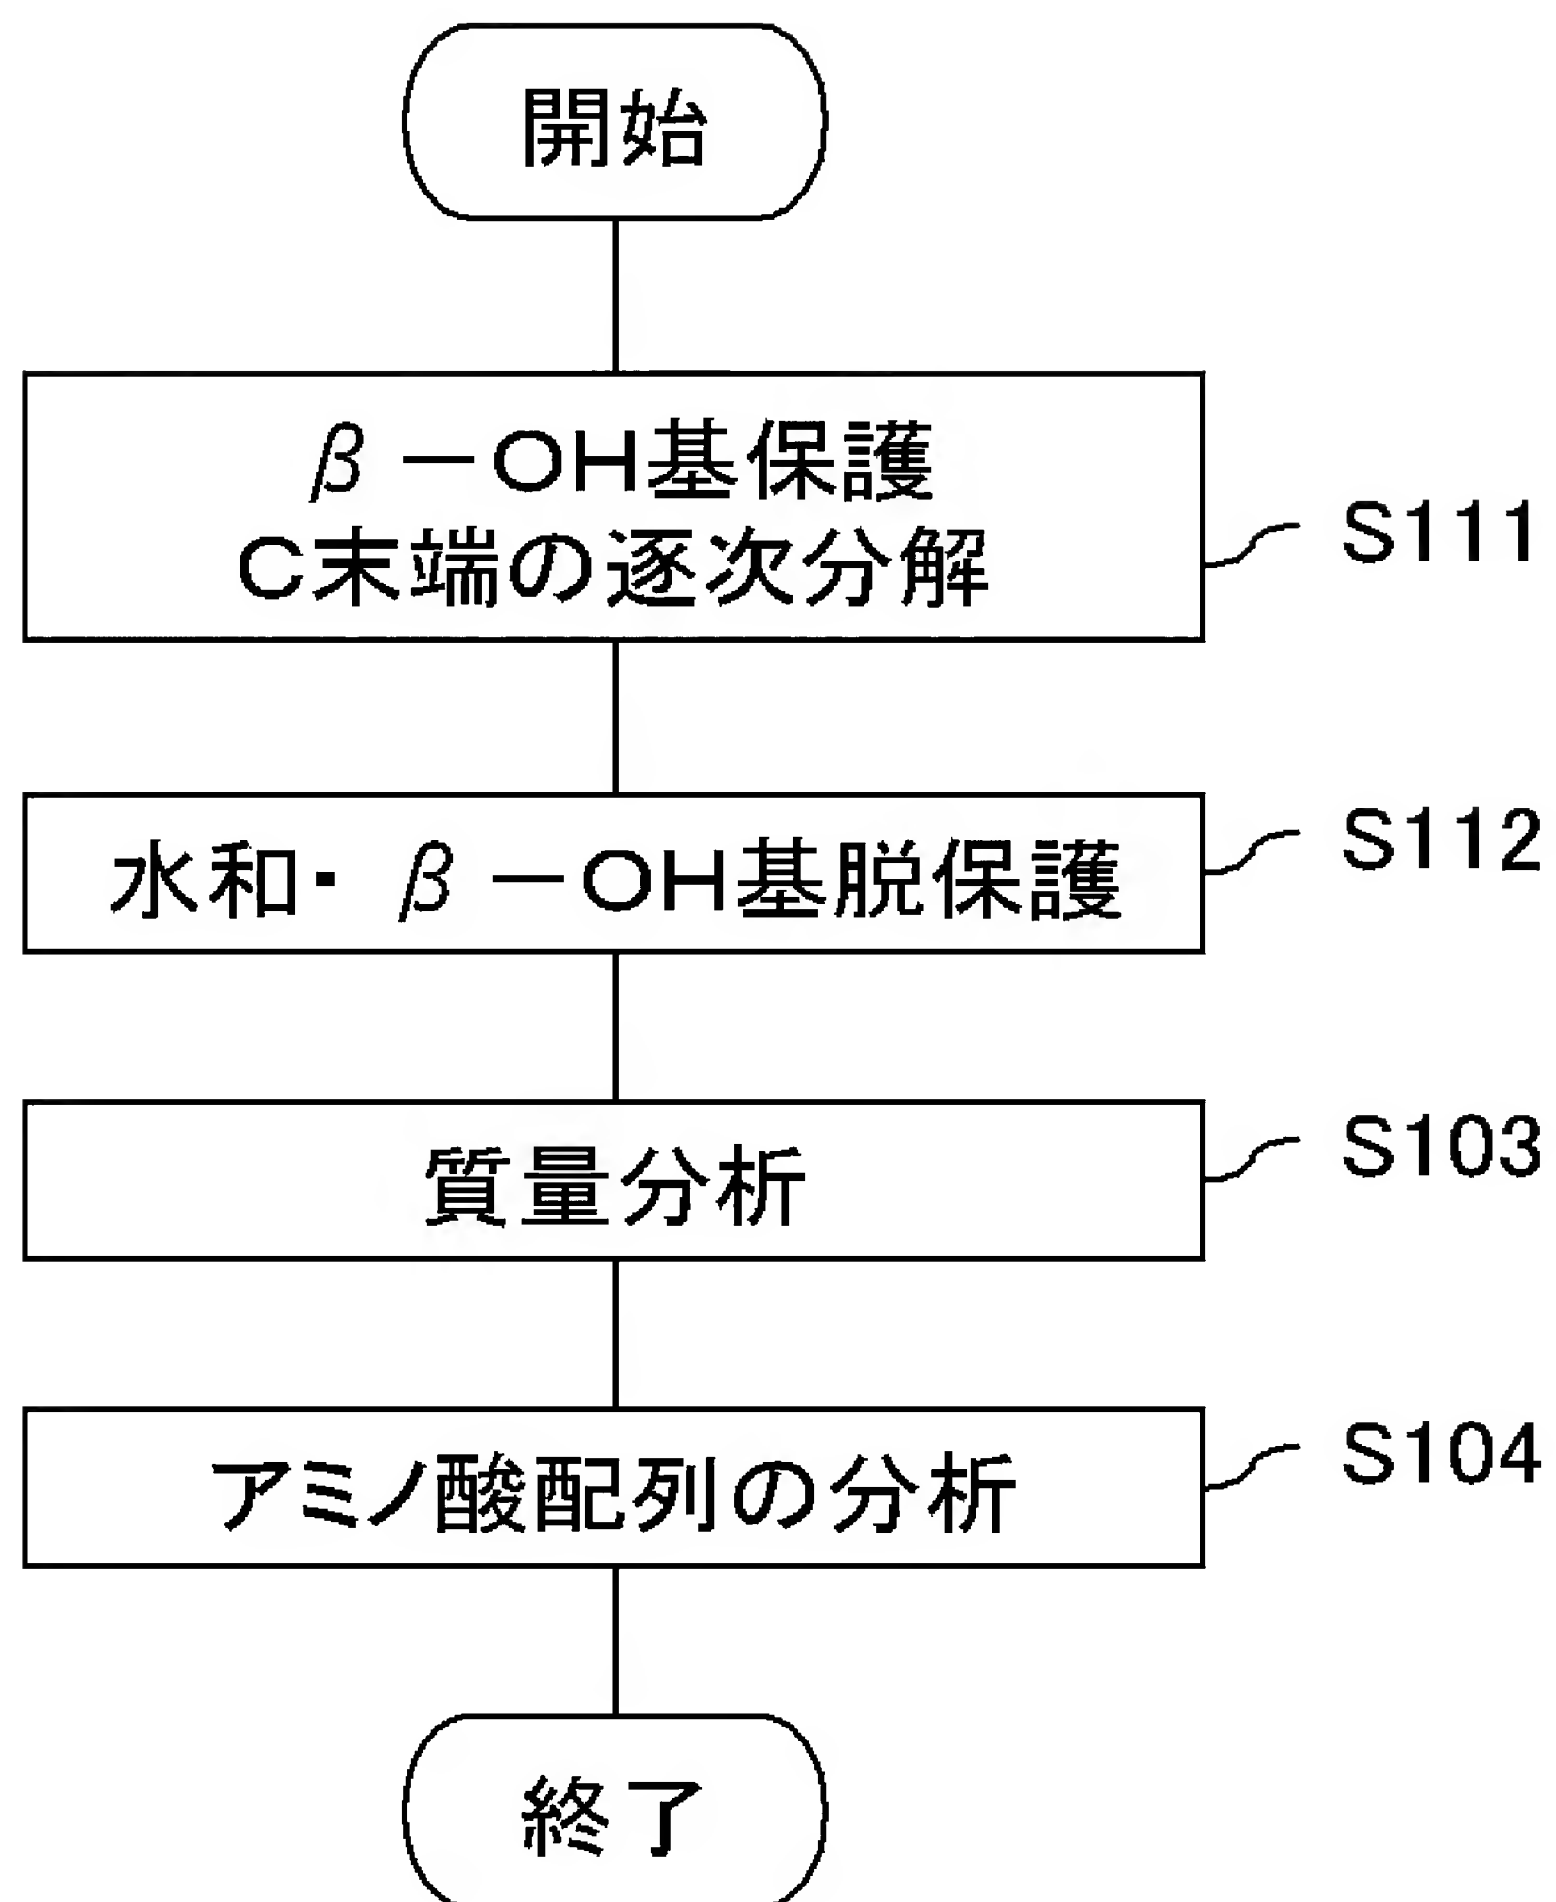 開始
β－OH基保護
C末端の逐次分解
S111
水和・β－OH基脱保護
S112
質量分析
S103
アミノ酸配列の分析
S104
終了